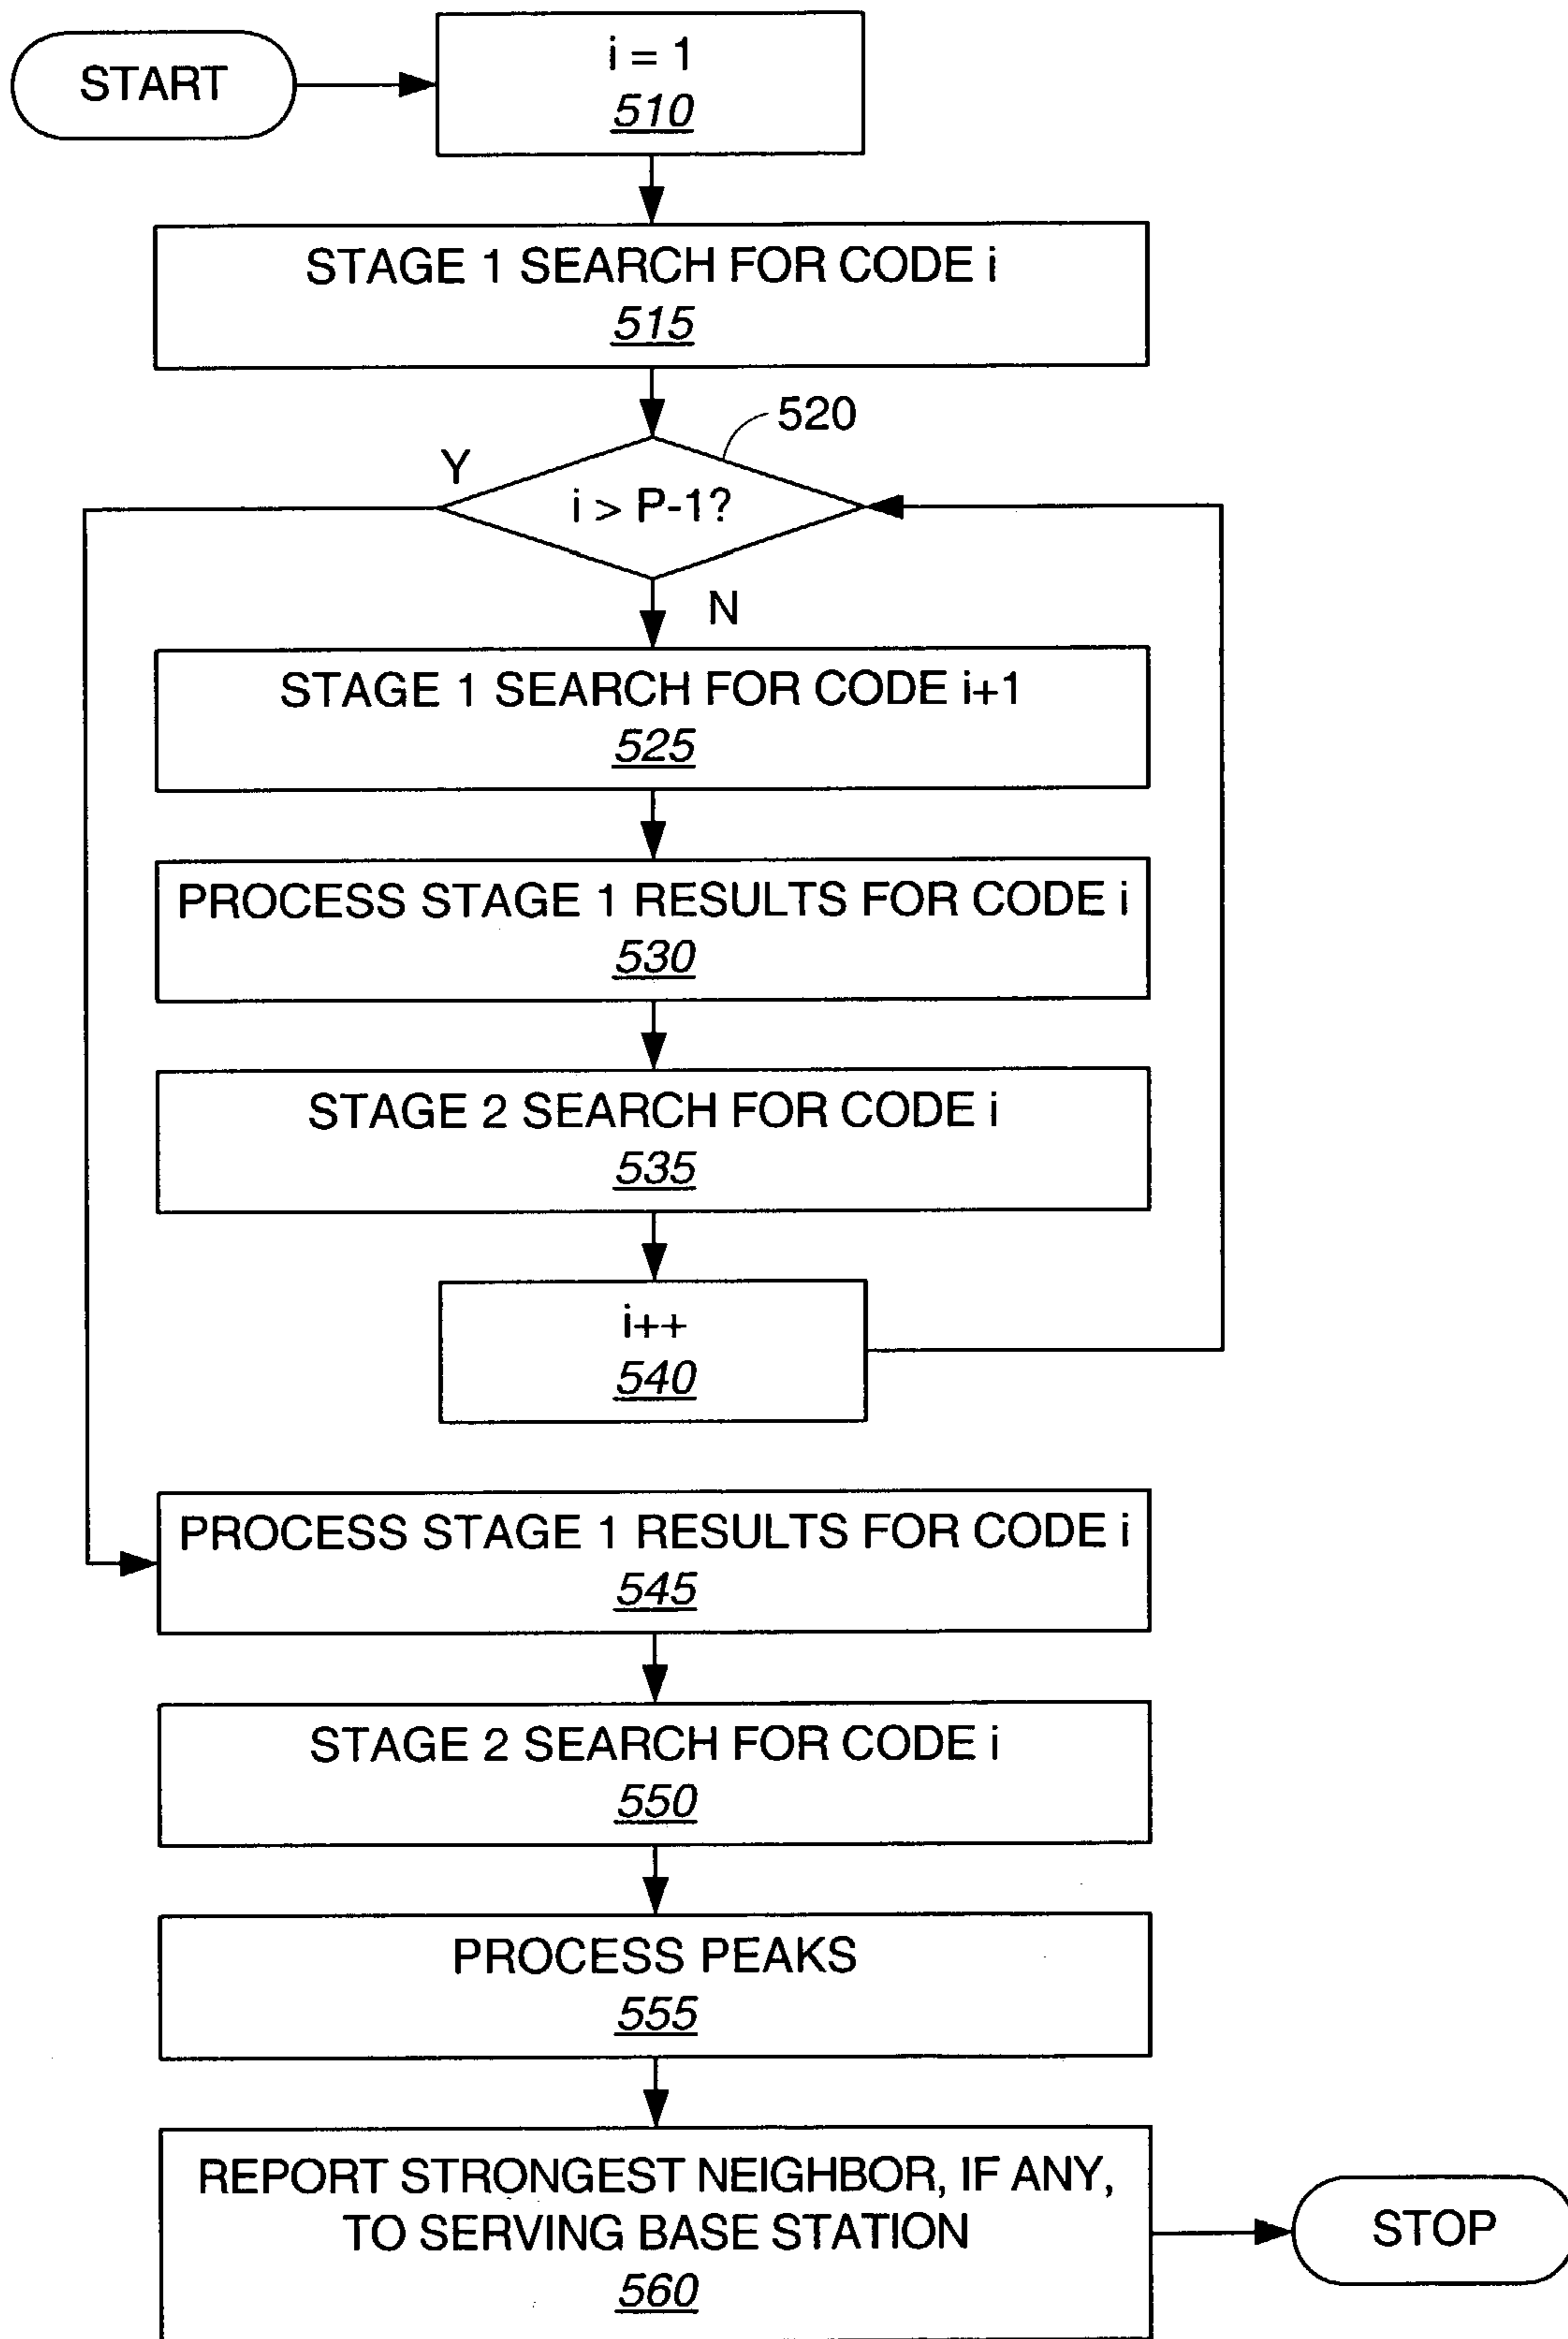 START
i = 1
510
STAGE 1 SEARCH FOR CODE i
515
520
Y
i > P-1?
N
STAGE 1 SEARCH FOR CODE i+1
525
PROCESS STAGE 1 RESULTS FOR CODE i
530
STAGE 2 SEARCH FOR CODE i
535
i++
540
PROCESS STAGE 1 RESULTS FOR CODE i
545
STAGE 2 SEARCH FOR CODE i
550
PROCESS PEAKS
555
REPORT STRONGEST NEIGHBOR, IF ANY,
TO SERVING BASE STATION
560
STOP